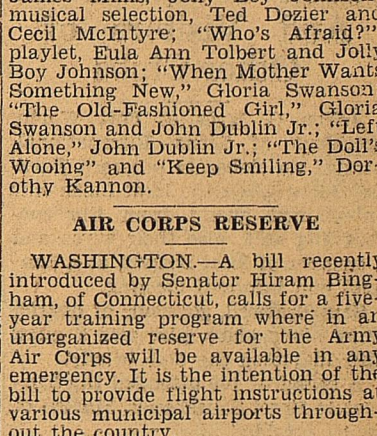 musical selection, Ted Dozier and
Cecil McIntyre; "Who's Afraid?"
playlet, Eula Ann Tolbert and Jolly
Boy Johnson; "When Mother Wants
Something New," Gloria Swanson
"The Old-Fashioned Girl," Gloria
Swanson and John Dublin Jr.; "Left
Alone," John Dublin Jr.; "The Doll's
Wooing" and "Keep Smiling," Dor-
othy Kannon.
AIR CORPS RESERVE
WASHINGTON.—A bill recently
introduced by Senator Hiram Bing-
ham, of Connecticut, calls for a five-
year training program where in an
unorganized reserve for the Army
Air Corps will be available in any
emergency. It is the intention of the
bill to provide flight instructions at
various municipal airports through-
out the country.